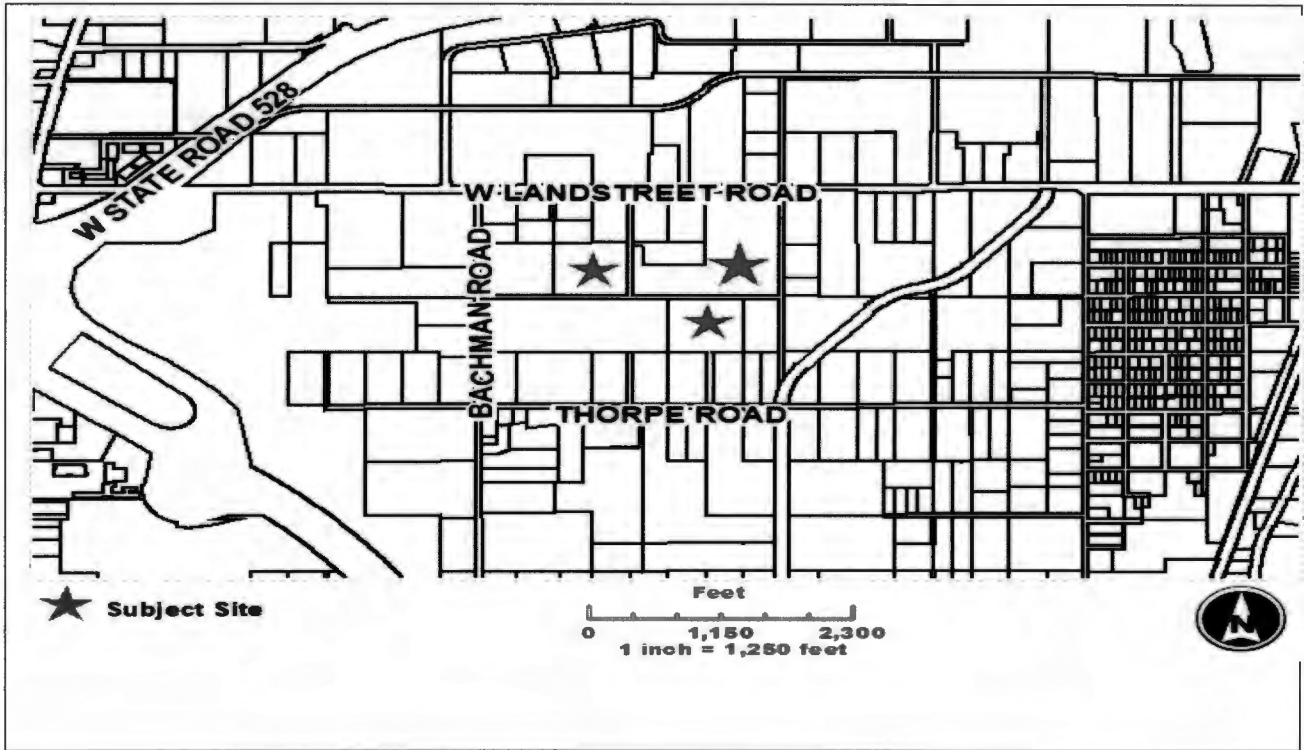 W STATE ROAD 528
W LANDSTREET ROAD
BACHMAN ROAD
THORPE ROAD
Subject Site
Feet
0 1,150 2,300
1 inch = 1,250 feet
N